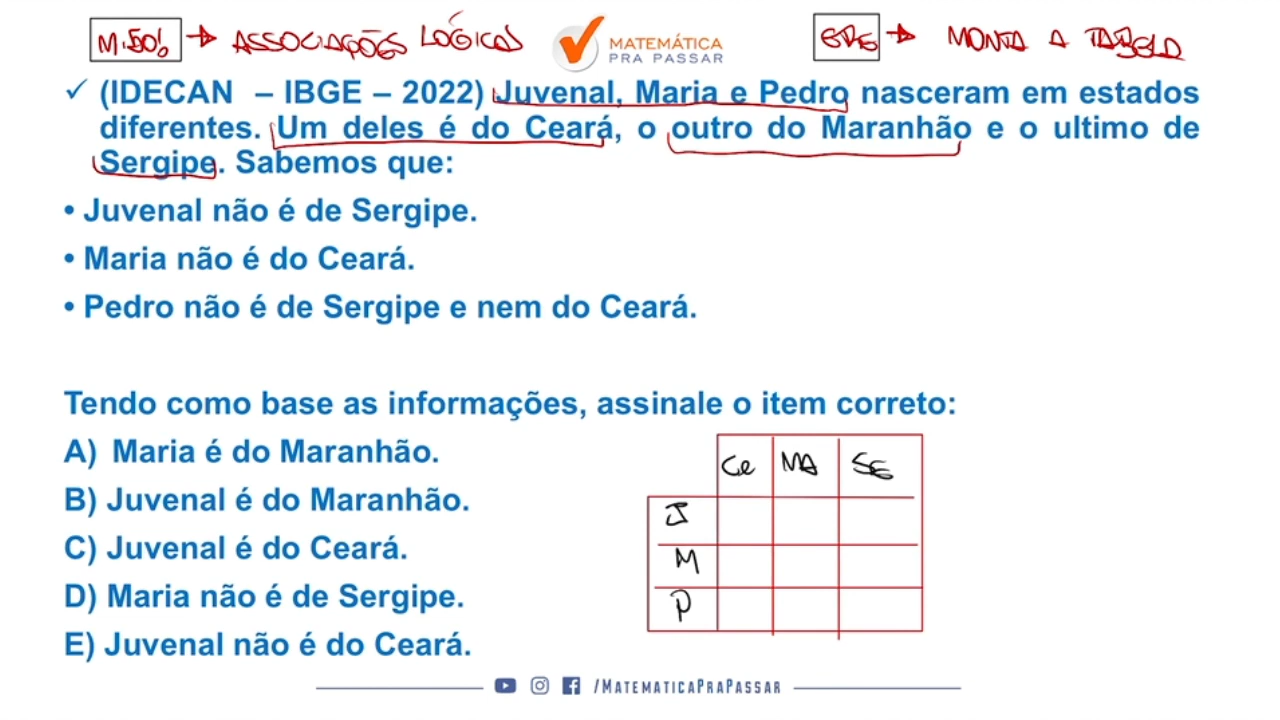 M.50% → ASSOCIAÇÕES LÓGICAS
MATEMÁTICA
PRA PASSAR
→ MONTA A TABELA
✓ (IDECAN – IBGE – 2022) Juvenal, Maria e Pedro nasceram em estados
diferentes. Um deles é do Ceará, o outro do Maranhão e o ultimo de
Sergipe. Sabemos que:
• Juvenal não é de Sergipe.
• Maria não é do Ceará.
• Pedro não é de Sergipe e nem do Ceará.
Tendo como base as informações, assinale o item correto:
A) Maria é do Maranhão.
B) Juvenal é do Maranhão.
C) Juvenal é do Ceará.
D) Maria não é de Sergipe.
E) Juvenal não é do Ceará.
Ce MA SE
J
M
P
/MATEMATICAPRAPASSAR